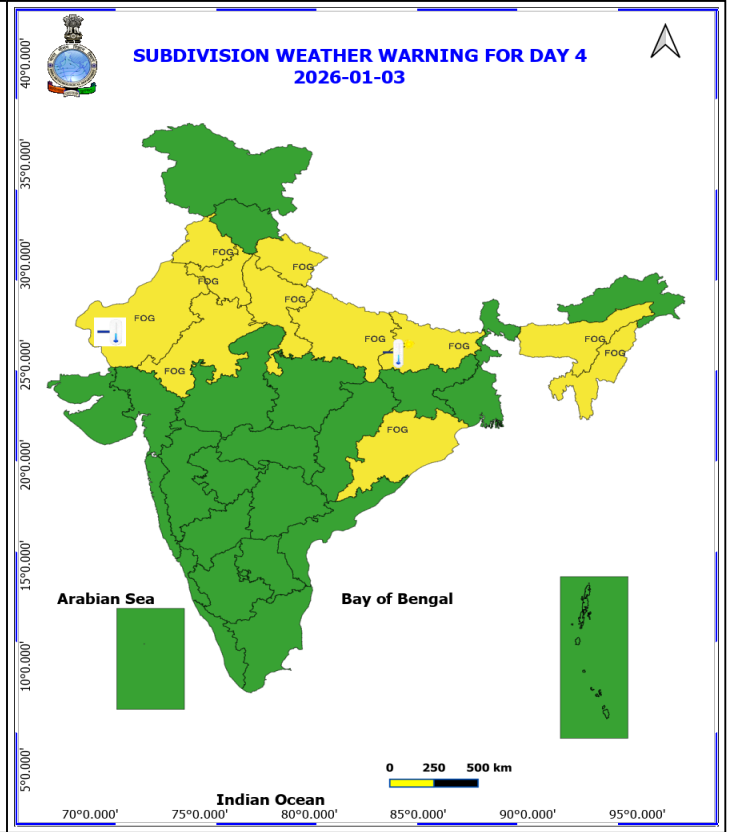 SUBDIVISION WEATHER WARNING FOR DAY 4
2026-01-03
40°0.000'
35°0.000'
30°0.000'
25°0.000'
20°0.000'
15°0.000'
10°0.000'
5°0.000'
FOG
FOG
FOG
FOG
FOG
FOG
FOG
FOG
FOG
FOG
FOG
Arabian Sea
Bay of Bengal
0 250 500 km
Indian Ocean
70°0.000' 75°0.000' 80°0.000' 85°0.000' 90°0.000' 95°0.000'